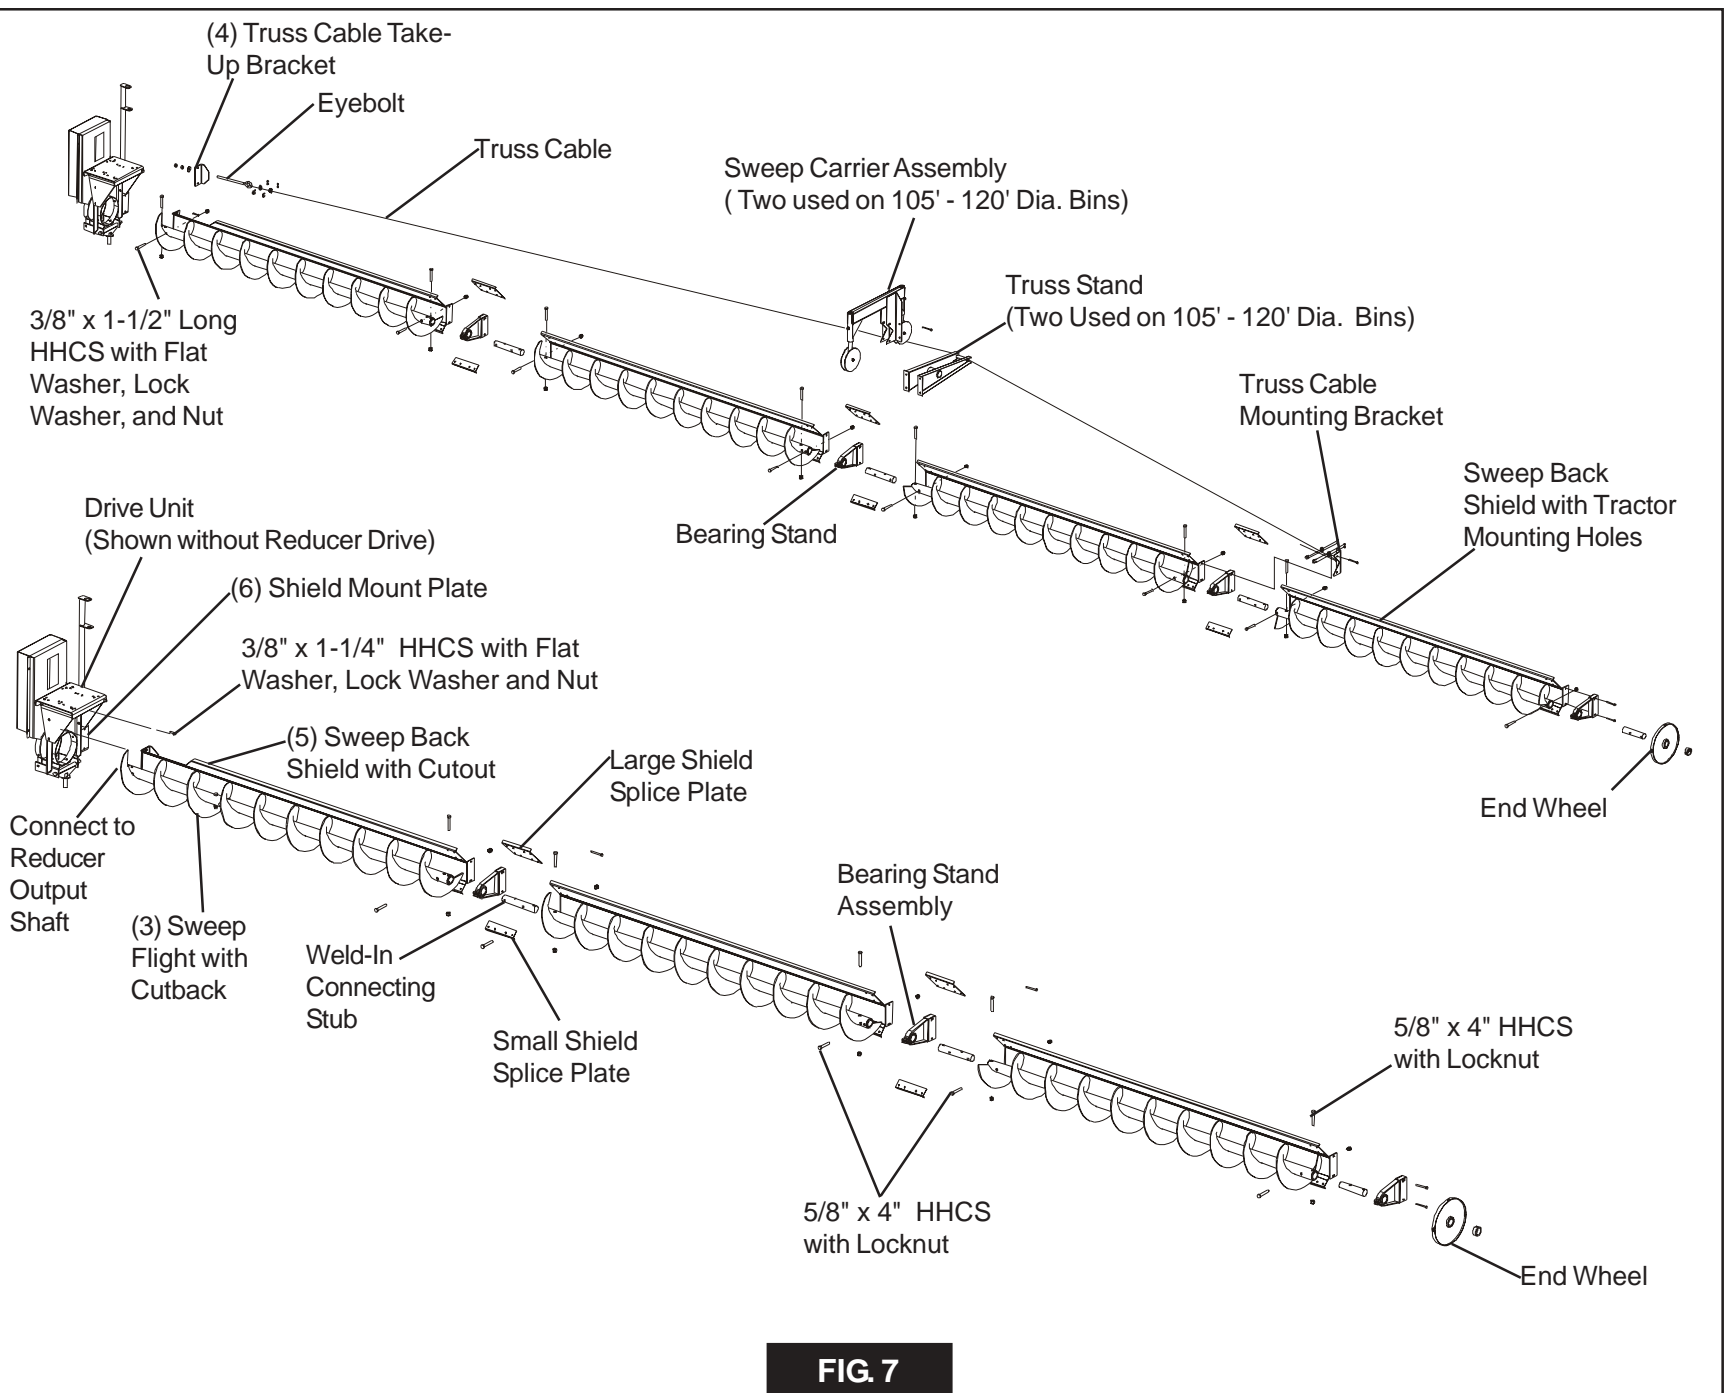 (4) Truss Cable Take-
Up Bracket
Eyebolt
Truss Cable
Sweep Carrier Assembly
( Two used on 105' - 120' Dia. Bins)
Truss Stand
(Two Used on 105' - 120' Dia. Bins)
3/8" x 1-1/2" Long
HHCS with Flat
Washer, Lock
Washer, and Nut
Truss Cable
Mounting Bracket
Sweep Back
Shield with Tractor
Mounting Holes
Bearing Stand
Drive Unit
(Shown without Reducer Drive)
(6) Shield Mount Plate
3/8" x 1-1/4" HHCS with Flat
Washer, Lock Washer and Nut
(5) Sweep Back
Shield with Cutout
Large Shield
Splice Plate
End Wheel
Connect to
Reducer
Output
Shaft
(3) Sweep
Flight with
Cutback
Weld-In
Connecting
Stub
Small Shield
Splice Plate
Bearing Stand
Assembly
5/8" x 4" HHCS
with Locknut
5/8" x 4" HHCS
with Locknut
End Wheel
FIG. 7